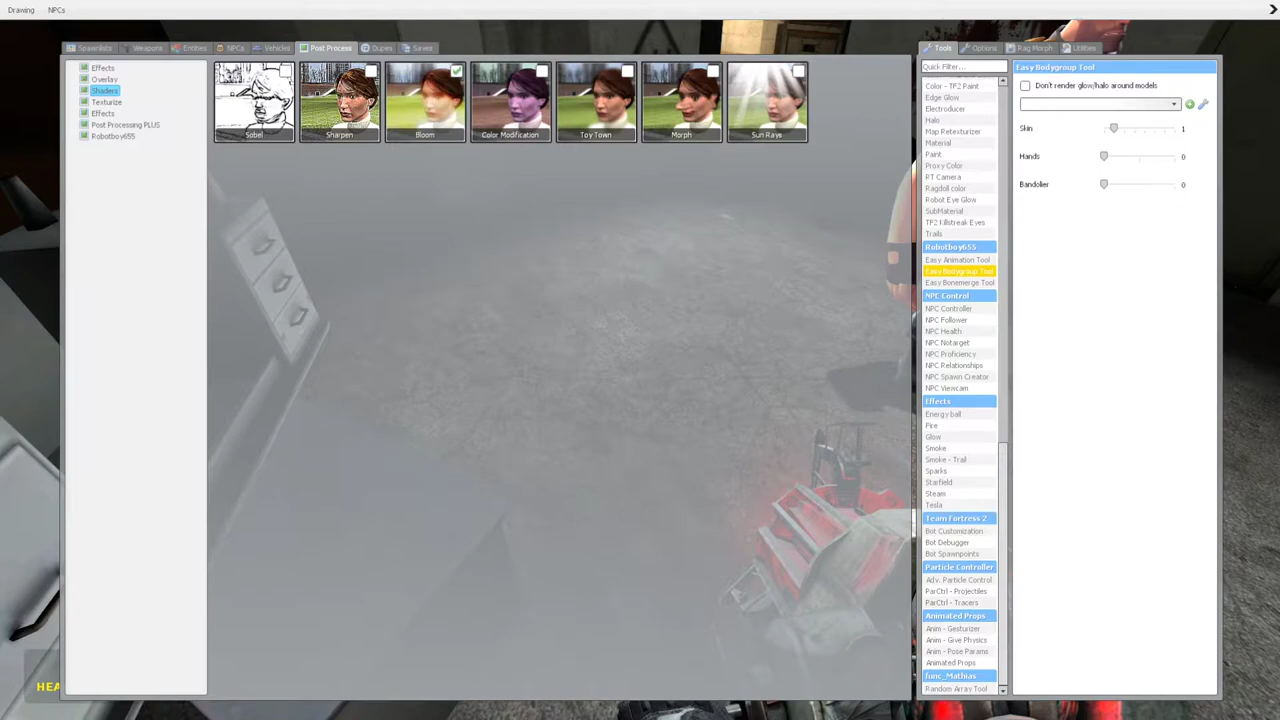 Drawing NPCs
Spawnlists Weapons Entities NPCs Vehicles Post Process Dupes Saves
Effects
Overlay
Shaders
Texturize
Effects
Post Processing PLUS
Robotboy655
Sobel Sharpen Bloom Color Modification Toy Town Morph Sun Rays
Tools Options Rag Morph Utilities
Quick Filter...
Color - TF2 Paint
Edge Glow
Electroducer
Halo
Map Retexturizer
Material
Paint
Proxy Color
RT Camera
Ragdoll color
Robot Eye Glow
SubMaterial
TF2 Killstreak Eyes
Trails
Robotboy655
Easy Animation Tool
Easy Bodygroup Tool
Easy Bonemerge Tool
NPC Control
NPC Controller
NPC Follower
NPC Health
NPC Notarget
NPC Proficiency
NPC Relationships
NPC Spawn Creator
NPC Viewcam
Effects
Energy ball
Fire
Glow
Smoke
Smoke - Trail
Sparks
Starfield
Steam
Tesla
Team Fortress 2
Bot Customization
Bot Debugger
Bot Spawnpoints
Particle Controller
Adv. Particle Control
ParCtrl - Projectiles
ParCtrl - Tracers
Animated Props
Anim - Gesturizer
Anim - Give Physics
Anim - Pose Params
Animated Props
func_Mathias
Random Array Tool
Easy Bodygroup Tool
Don't render glow/halo around models
Skin 1
Hands 0
Bandolier 0
HEA